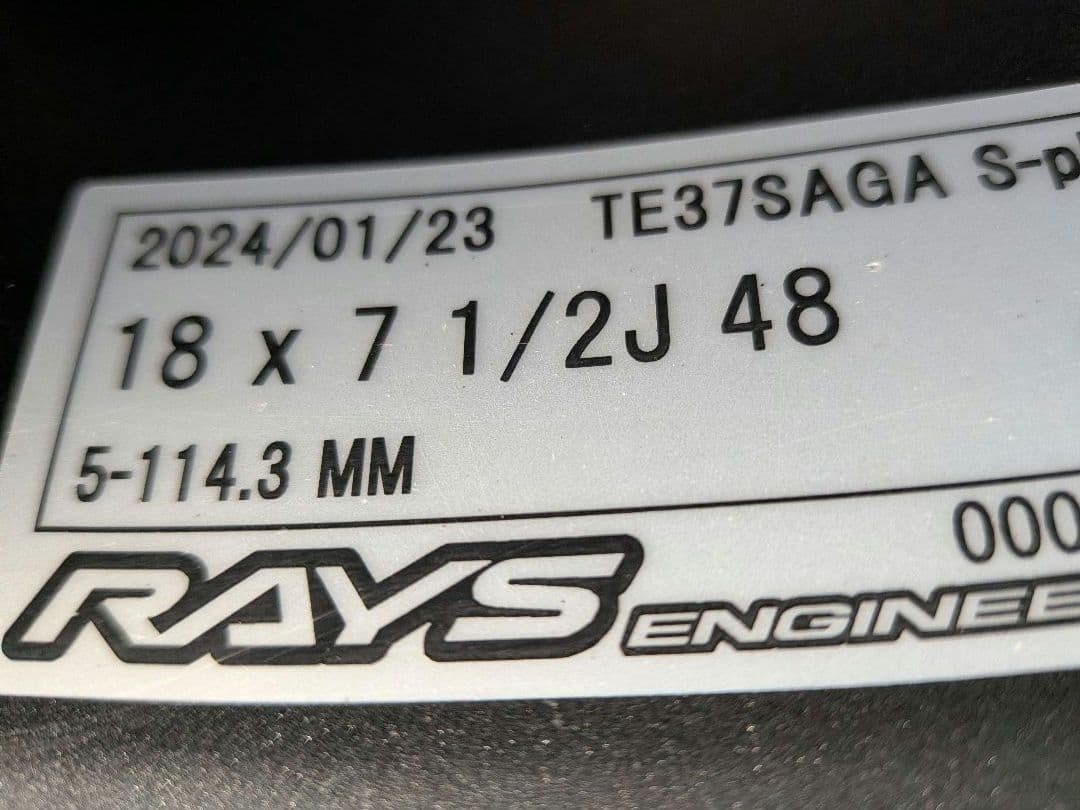 2024/01/23 TE37SAGA
18 x 7 1/2J 48
5-114.3 MM
RAYS